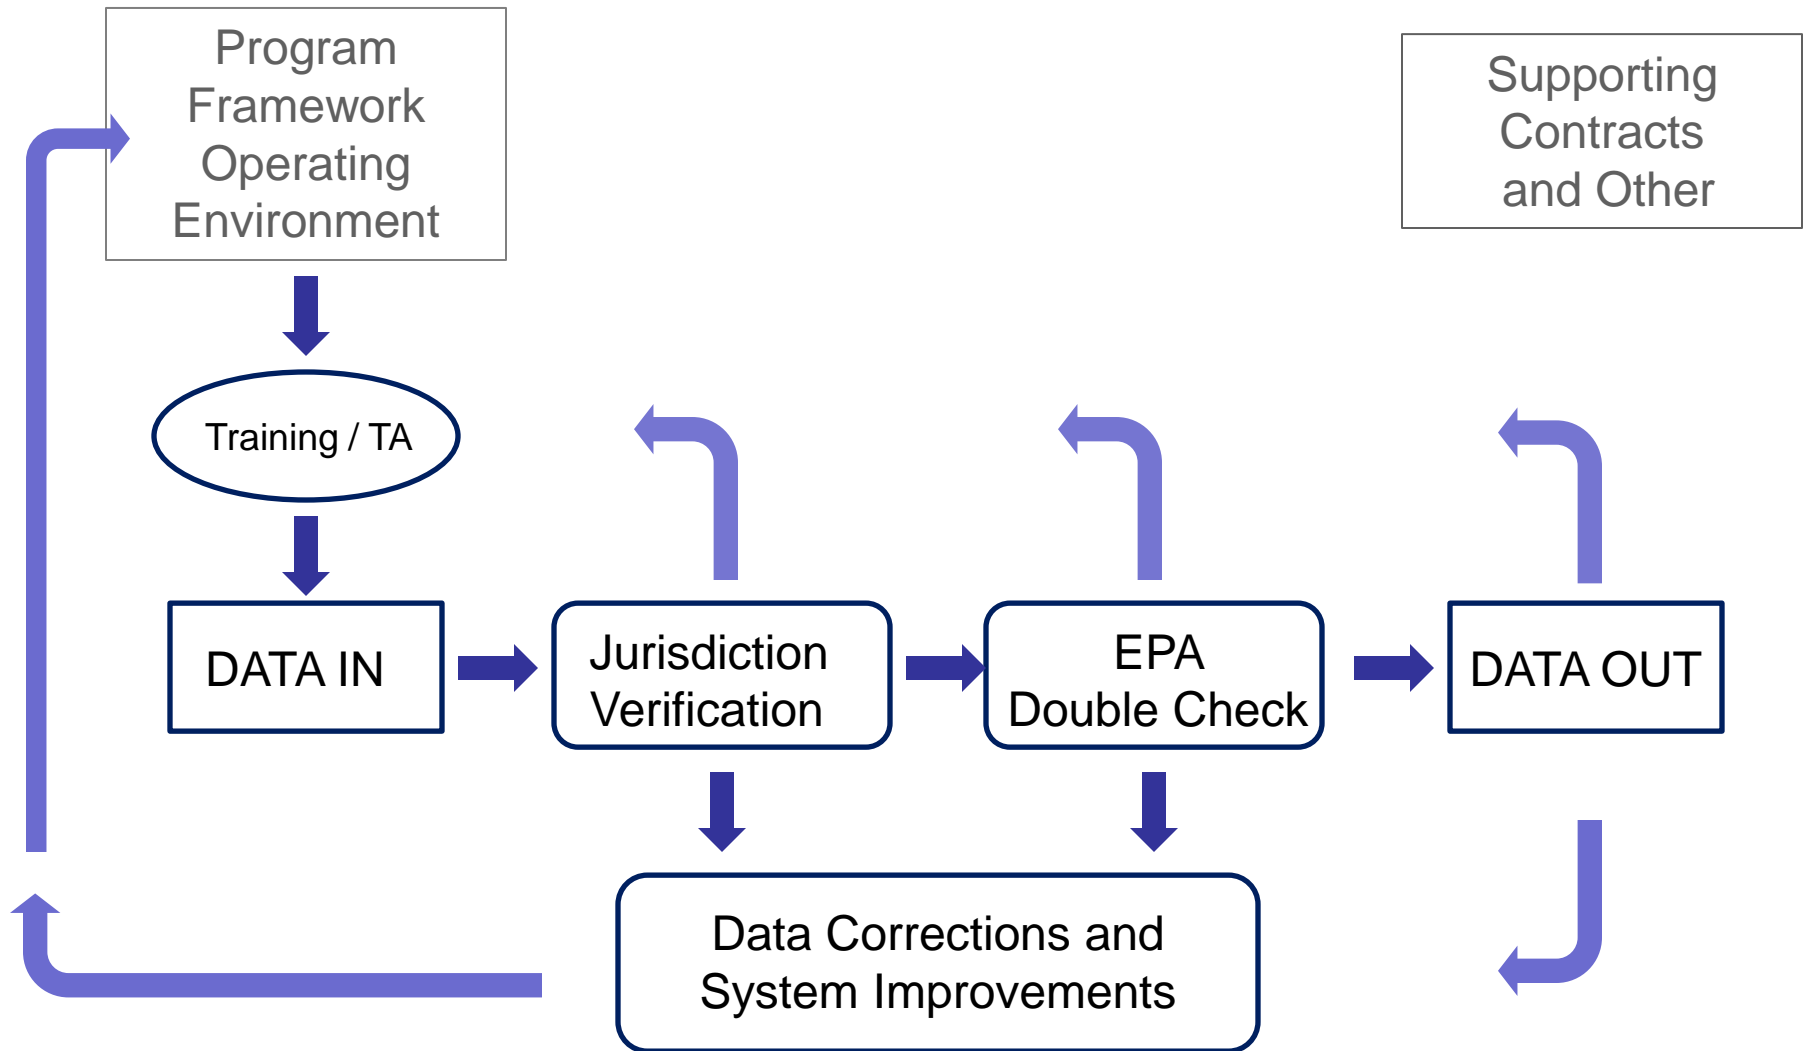 Program
Framework
Operating
Environment
Supporting
Contracts
and Other
Training / TA
DATA IN
Jurisdiction
Verification
EPA
Double Check
DATA OUT
Data Corrections and
System Improvements